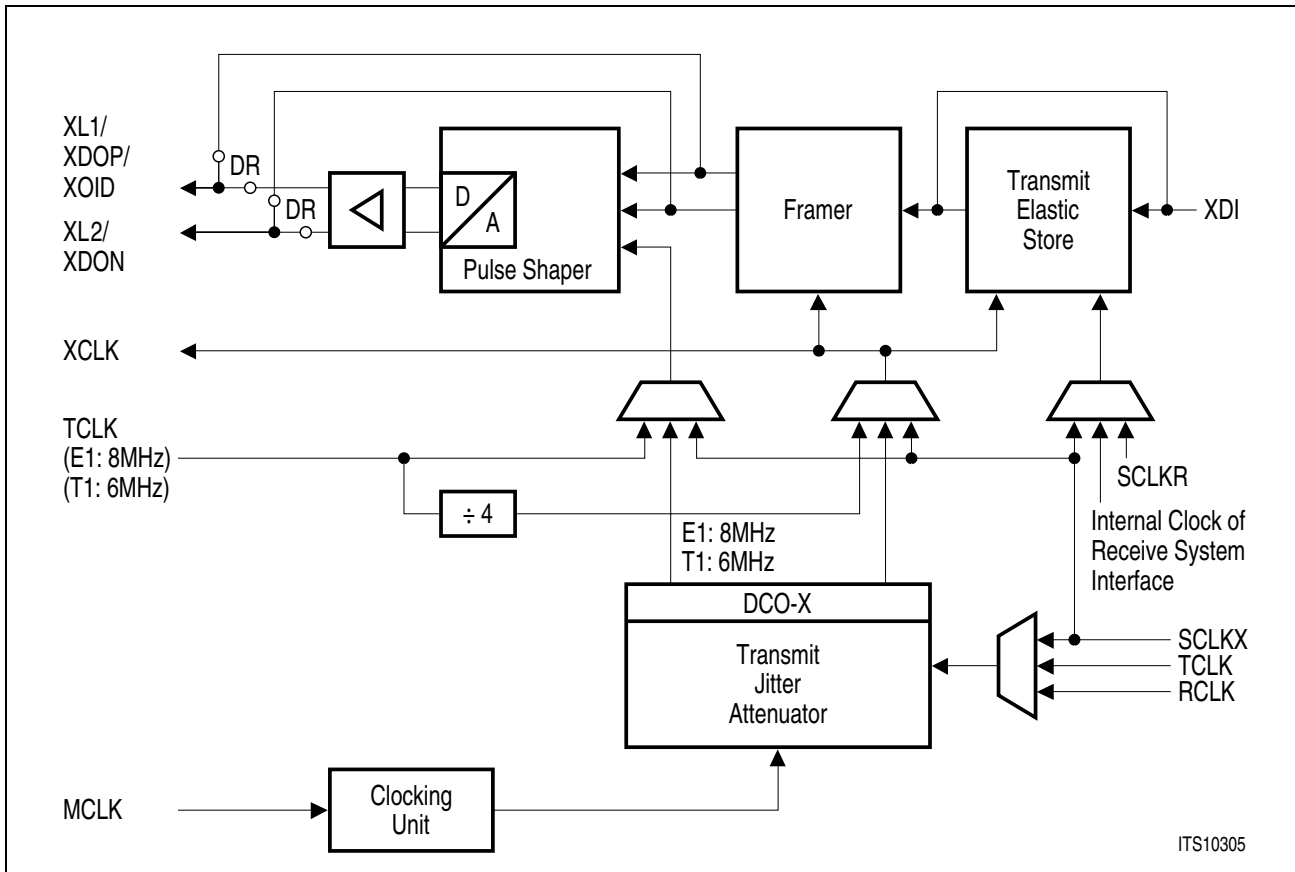 XL1/
XDOP/
XOID
DR
XL2/
XDON
DR
D
A
Pulse Shaper
Framer
Transmit
Elastic
Store
XDI
XCLK
TCLK
(E1: 8MHz)
(T1: 6MHz)
÷ 4
E1: 8MHz
T1: 6MHz
SCLKR
Internal Clock of
Receive System
Interface
DCO-X
Transmit
Jitter
Attenuator
SCLKX
TCLK
RCLK
MCLK
Clocking
Unit
ITS10305